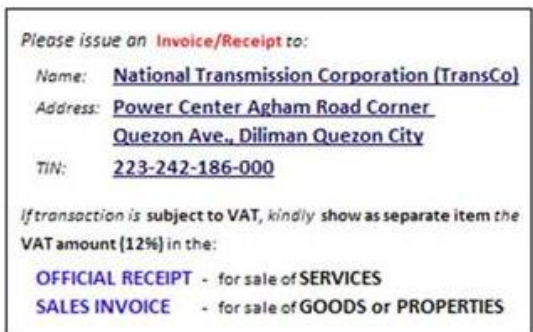 Please issue an Invoice/Receipt to:
Name: National Transmission Corporation (TransCo)
Address: Power Center Agham Road Corner
Quezon Ave., Diliman Quezon City
TIN: 223-242-186-000
If transaction is subject to VAT, kindly show as separate item the
VAT amount (12%) in the:
OFFICIAL RECEIPT - for sale of SERVICES
SALES INVOICE - for sale of GOODS or PROPERTIES